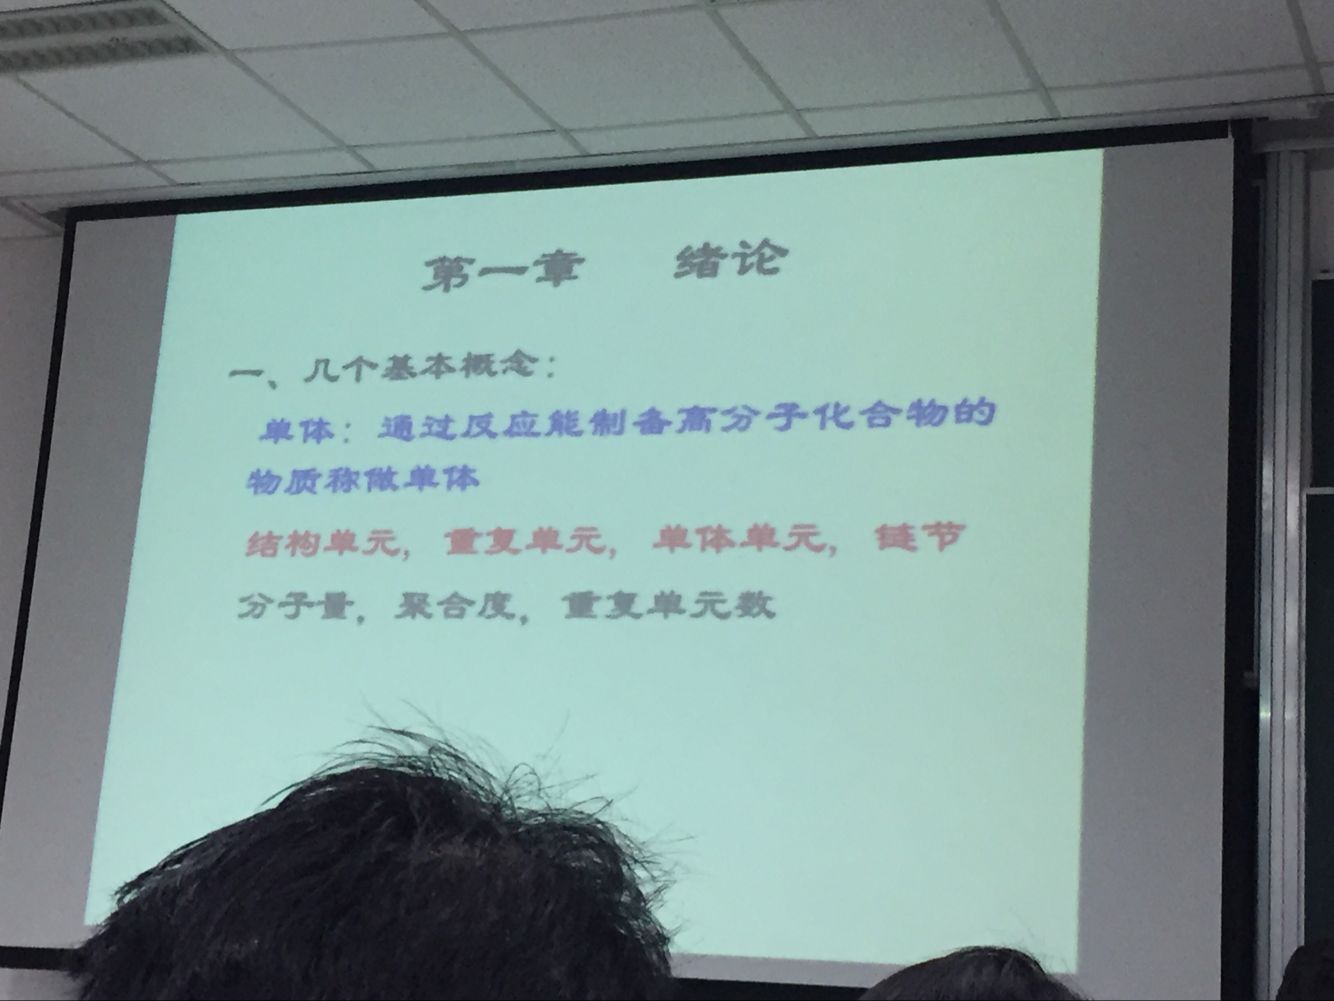 第一章 绪论
一、几个基本概念：
单体：通过反应能制备高分子化合物的
物质称做单体
结构单元，重复单元，单体单元，链节
分子量，聚合度，重复单元数